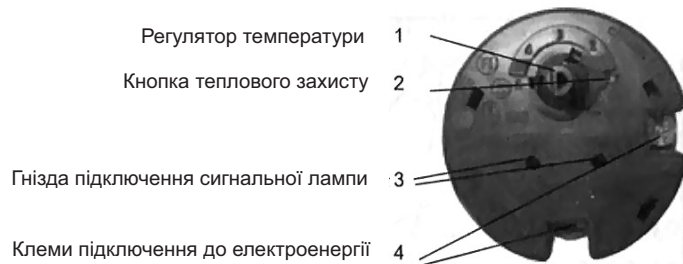 Регулятор температури 1
Кнопка теплового захисту 2
Гнізда підключення сигнальної лампи 3
Клеми підключення до електроенергії 4